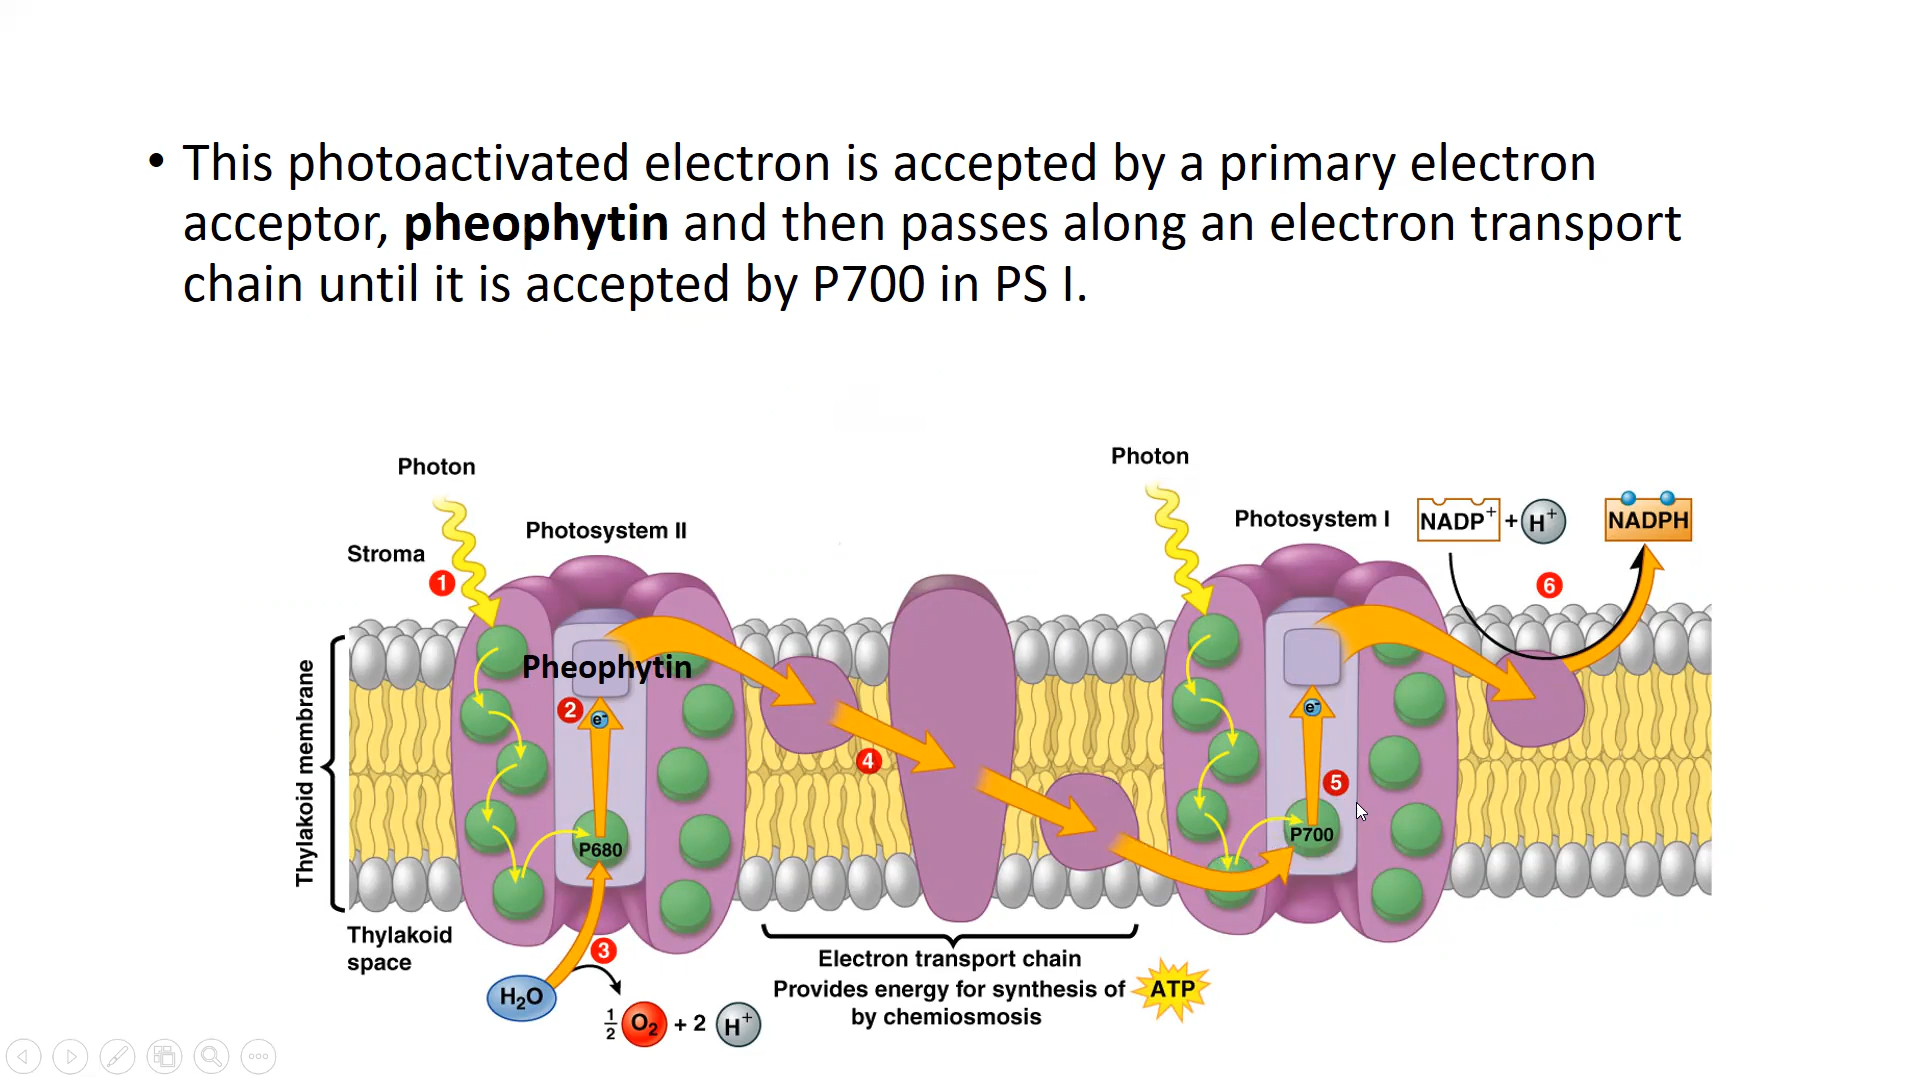 • This photoactivated electron is accepted by a primary electron
acceptor, pheophytin and then passes along an electron transport
chain until it is accepted by P700 in PS I.
Photon
Photon
Photosystem II
Photosystem I
NADP+ + H+
NADPH
Stroma
1
6
Pheophytin
Thylakoid membrane
2
e-
e-
4
5
P680
P700
Thylakoid
space
3
H2O
1/2 O2 + 2 H+
Electron transport chain
Provides energy for synthesis of ATP
by chemiosmosis